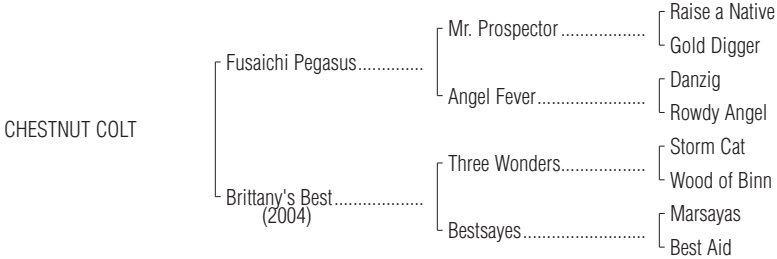 CHESTNUT COLT
Fusaichi Pegasus..............
Brittany's Best...................
(2004)
Mr. Prospector ..................
Angel Fever.......................
Three Wonders..................
Bestsayes.........................
Raise a Native
Gold Digger
Danzig
Rowdy Angel
Storm Cat
Wood of Binn
Marsayas
Best Aid